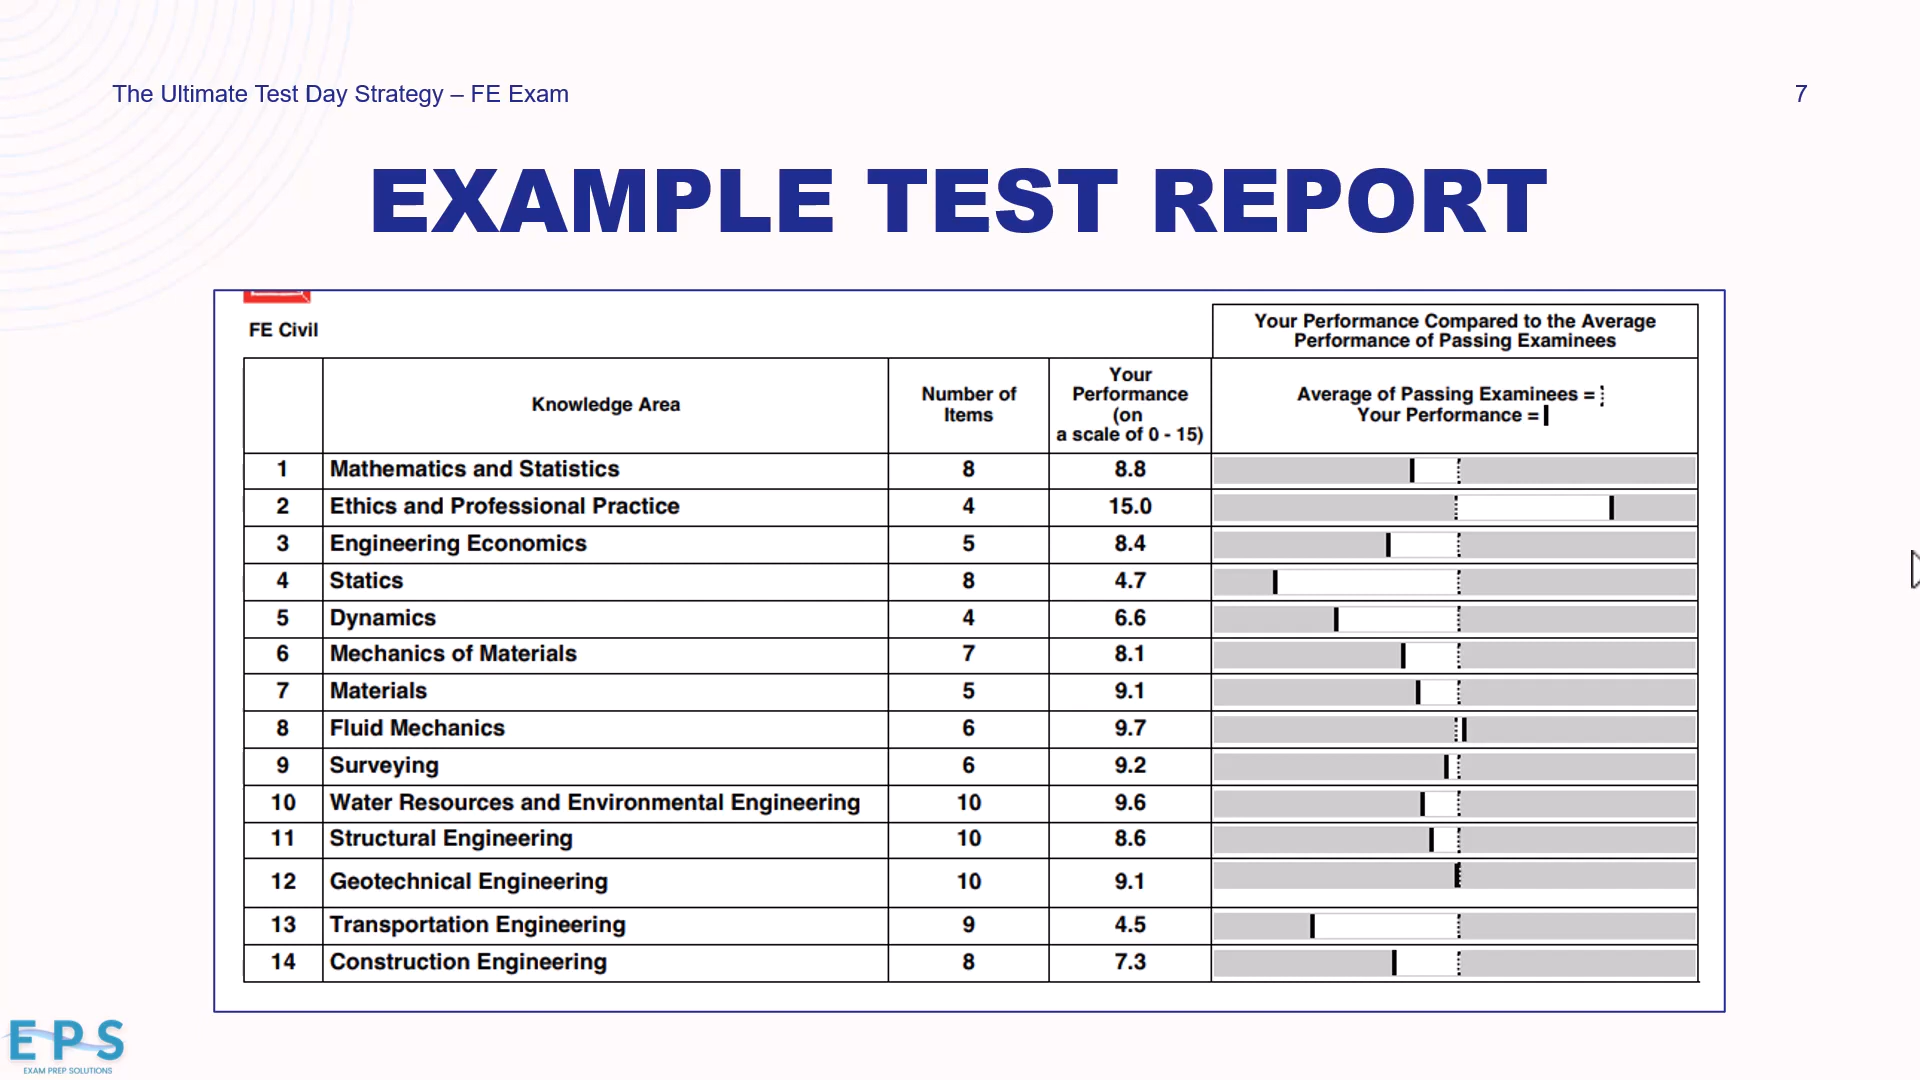 The Ultimate Test Day Strategy – FE Exam
7
EXAMPLE TEST REPORT
FE Civil
Your Performance Compared to the Average
Performance of Passing Examinees
Knowledge Area
Number of
Items
Your
Performance
(on
a scale of 0 - 15)
Average of Passing Examinees =
Your Performance =
1 Mathematics and Statistics 8 8.8
2 Ethics and Professional Practice 4 15.0
3 Engineering Economics 5 8.4
4 Statics 8 4.7
5 Dynamics 4 6.6
6 Mechanics of Materials 7 8.1
7 Materials 5 9.1
8 Fluid Mechanics 6 9.7
9 Surveying 6 9.2
10 Water Resources and Environmental Engineering 10 9.6
11 Structural Engineering 10 8.6
12 Geotechnical Engineering 10 9.1
13 Transportation Engineering 9 4.5
14 Construction Engineering 8 7.3
EPS
EXAM PREP SOLUTIONS